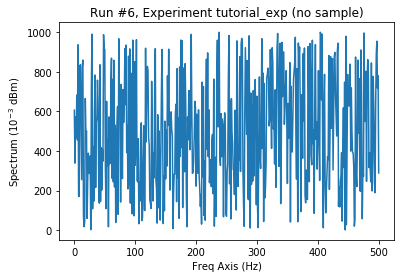 Run #6, Experiment tutorial_exp (no sample)
1000
800
600
400
200
0
Spectrum (10⁻³ dBm)
0 100 200 300 400 500
Freq Axis (Hz)